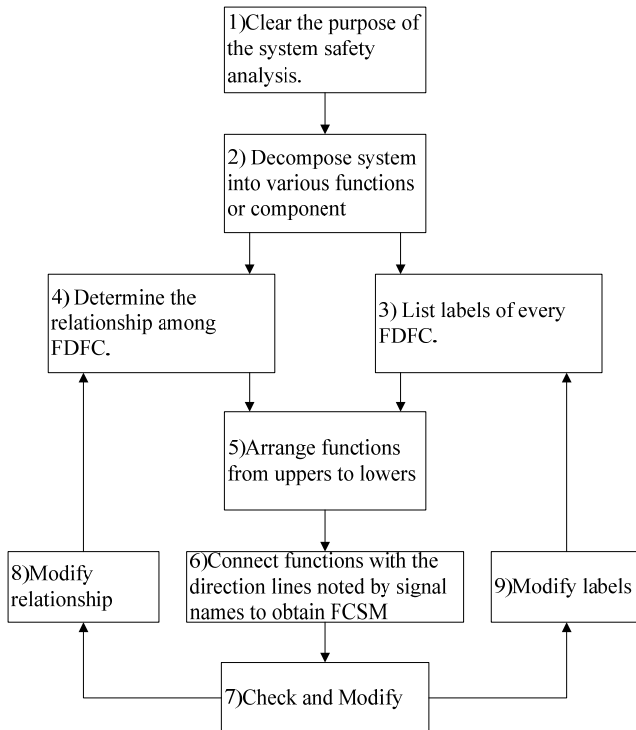 1)Clear the purpose of
the system safety
analysis.
2) Decompose system
into various functions
or component
4) Determine the
relationship among
FDFC.
3) List labels of every
FDFC.
5)Arrange functions
from uppers to lowers
8)Modify
relationship
6)Connect functions with the
direction lines noted by signal
names to obtain FCSM
9)Modify labels
7)Check and Modify